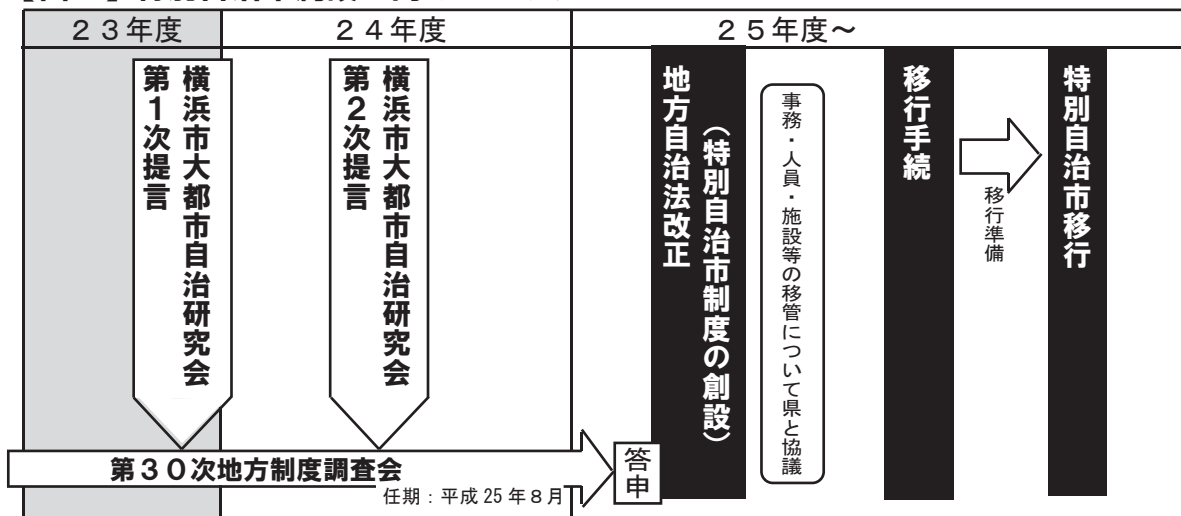 ２３年度
２４年度
２５年度～
横浜市大都市自治研究会
第１次提言
横浜市大都市自治研究会
第２次提言
地方自治法改正
（特別自治市制度の創設）
事務・人員・施設等の移管について県と協議
移行手続
移行準備
特別自治市移行
第３０次地方制度調査会
任期：平成25年８月
答申